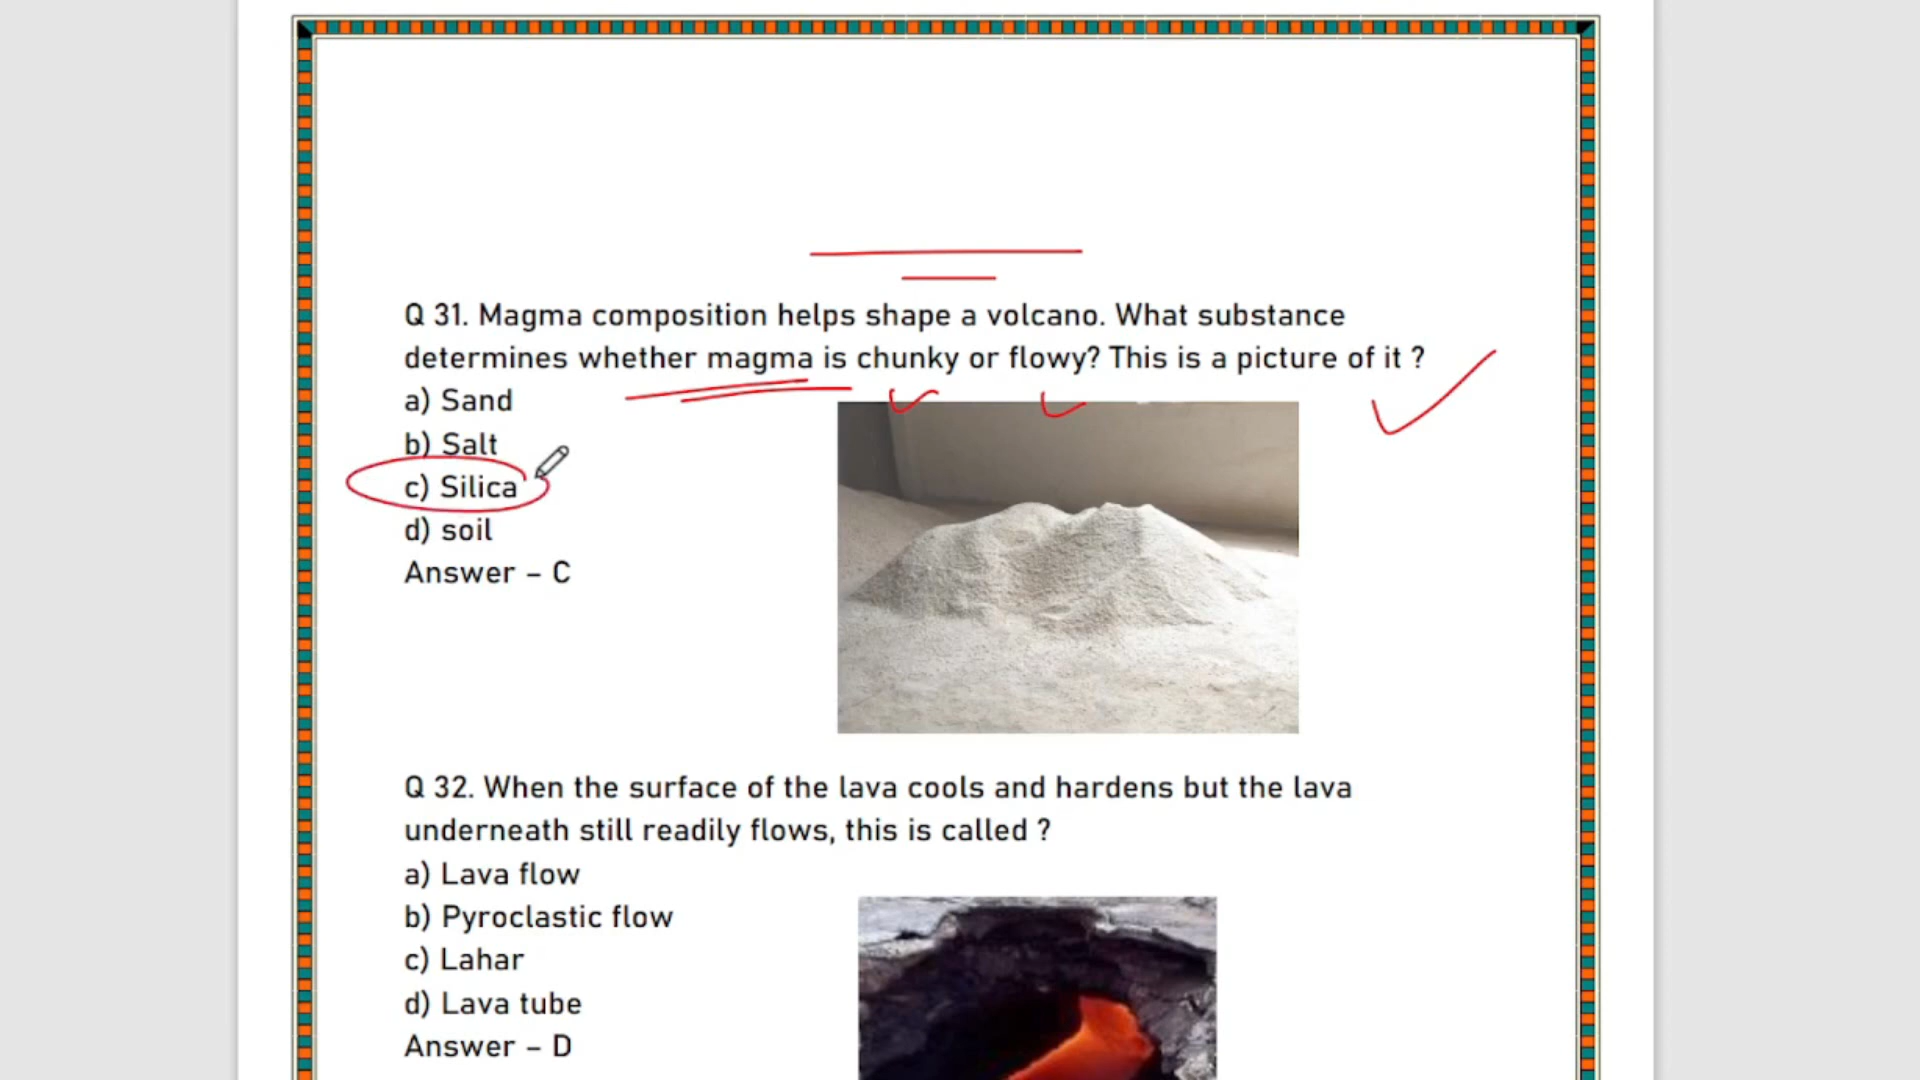 Q 31. Magma composition helps shape a volcano. What substance
determines whether magma is chunky or flowy? This is a picture of it ?
a) Sand
b) Salt
c) Silica
d) soil
Answer – C
Q 32. When the surface of the lava cools and hardens but the lava
underneath still readily flows, this is called ?
a) Lava flow
b) Pyroclastic flow
c) Lahar
d) Lava tube
Answer – D